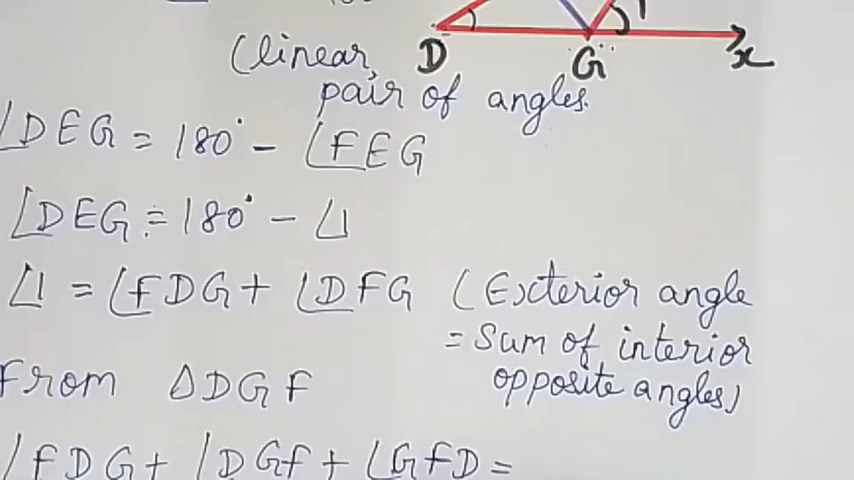 D G x
(linear
pair of angles.
∠DEG = 180° - ∠FEG
∠DEG = 180° - ∠1
∠1 = ∠FDG + ∠DFG (Exterior angle
= Sum of interior
opposite angles)
From △DGF
∠FDG + ∠DGF + ∠GFD =